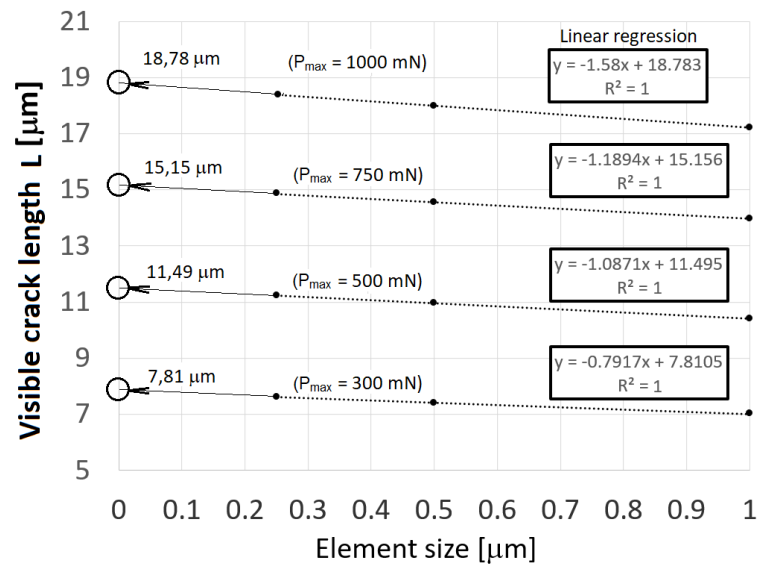 21
19
17
15
13
11
9
7
5
Visible crack length L [μm]
18,78 μm
(Pmax = 1000 mN)
Linear regression
y = -1.58x + 18.783
R² = 1
15,15 μm
(Pmax = 750 mN)
y = -1.1894x + 15.156
R² = 1
11,49 μm
(Pmax = 500 mN)
y = -1.0871x + 11.495
R² = 1
7,81 μm
(Pmax = 300 mN)
y = -0.7917x + 7.8105
R² = 1
0 0.1 0.2 0.3 0.4 0.5 0.6 0.7 0.8 0.9 1
Element size [μm]